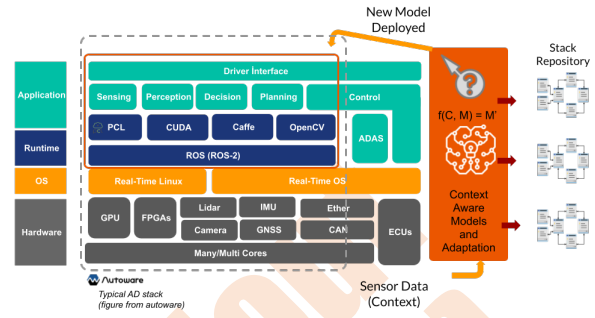 New Model
Deployed
Stack
Repository
Application
Driver Interface
Sensing
Perception
Decision
Planning
Control
f(C, M) = M'
Runtime
PCL
CUDA
Caffe
OpenCV
ADAS
ROS (ROS-2)
OS
Real-Time Linux
Real-Time OS
Hardware
GPU
FPGAs
Lidar
IMU
Ether
Camera
GNSS
CAN
ECUs
Many/Multi Cores
Context
Aware
Models
and
Adaptation
Autoware
Typical AD stack
(figure from autoware)
Sensor Data
(Context)